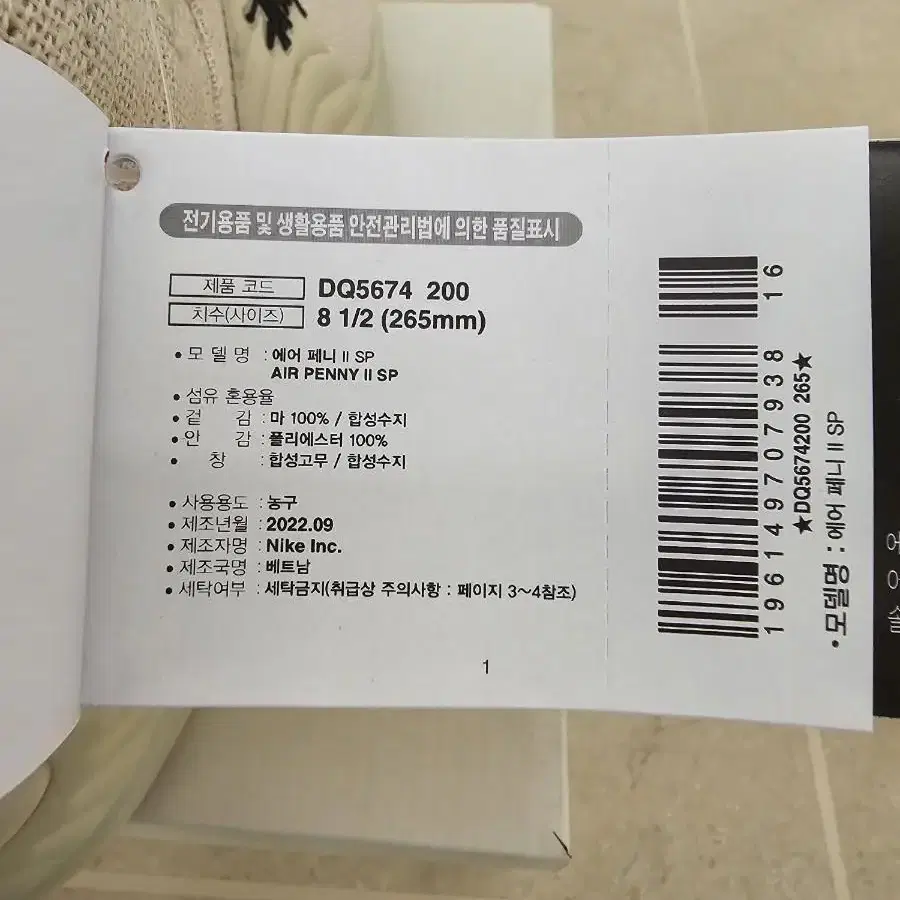 전기용품 및 생활용품 안전관리법에 의한 품질표시
제품 코드 DQ5674 200
치수(사이즈) 8 1/2 (265mm)
• 모 델 명 : 에어 페니 II SP
AIR PENNY II SP
• 섬유 혼용율
• 겉 감 : 마 100% / 합성수지
• 안 감 : 폴리에스터 100%
• 창 : 합성고무 / 합성수지
• 사용용도 : 농구
• 제조년월 : 2022.09
• 제조자명 : Nike Inc.
• 제조국명 : 베트남
• 세탁여부 : 세탁금지(취급상 주의사항 : 페이지 3~4참조)
1
196149707938 16
★DQ5674200 265★
• 모델명 : 에어 페니 II SP